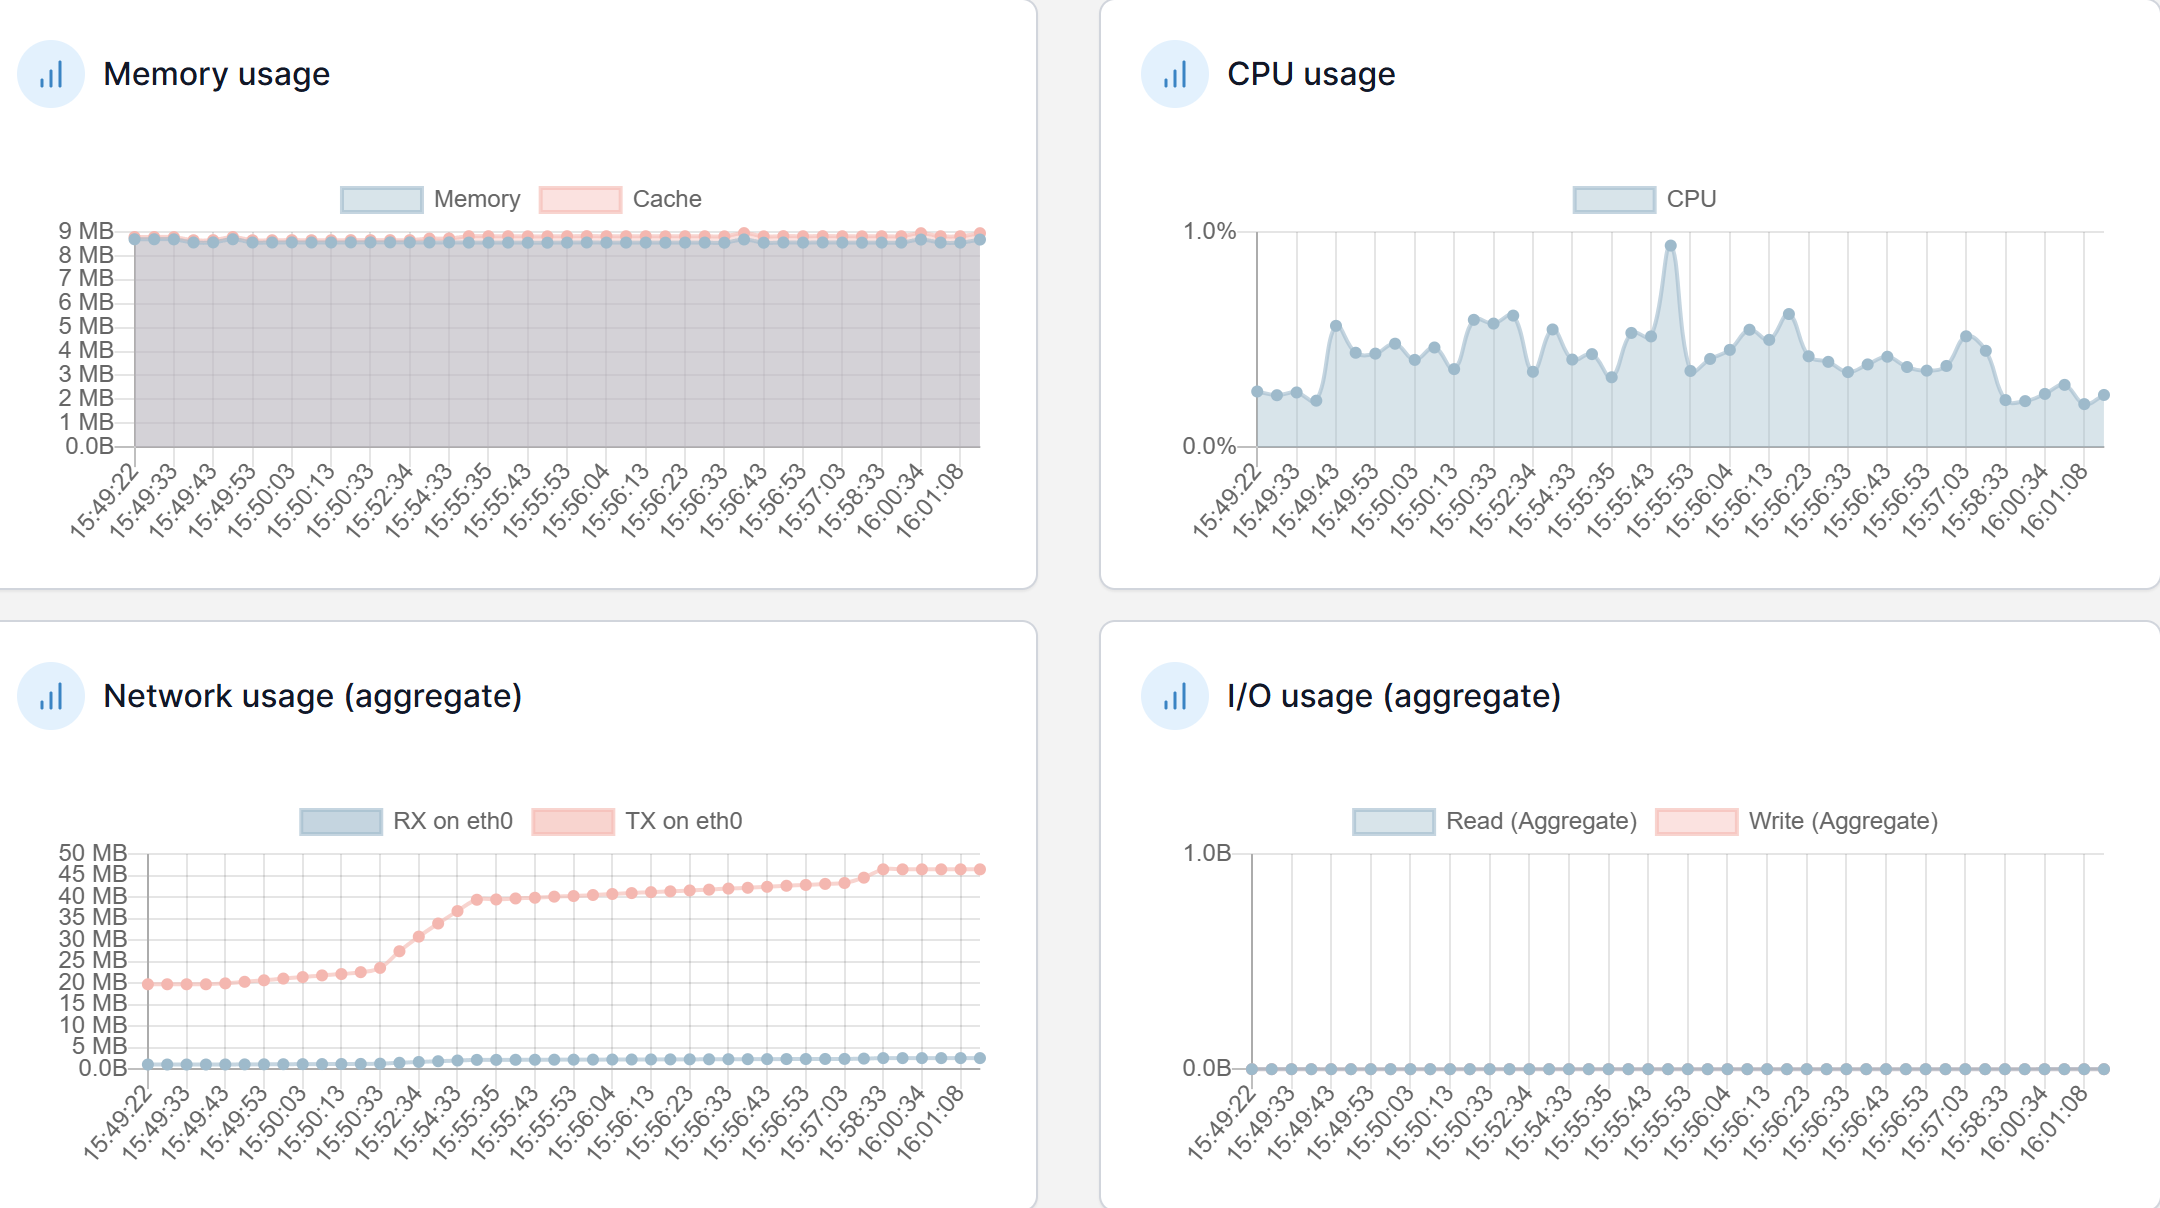 Memory usage
Memory Cache
9 MB
8 MB
7 MB
6 MB
5 MB
4 MB
3 MB
2 MB
1 MB
0.0B
15:49:22 15:49:33 15:49:43 15:49:53 15:50:03 15:50:13 15:50:33 15:52:34 15:54:33 15:55:35 15:55:43 15:55:53 15:56:04 15:56:13 15:56:23 15:56:33 15:56:43 15:56:53 15:57:03 15:58:33 16:00:34 16:01:08
CPU usage
CPU
1.0%
0.0%
15:49:22 15:49:33 15:49:43 15:49:53 15:50:03 15:50:13 15:50:33 15:52:34 15:54:33 15:55:35 15:55:43 15:55:53 15:56:04 15:56:13 15:56:23 15:56:33 15:56:43 15:56:53 15:57:03 15:58:33 16:00:34 16:01:08
Network usage (aggregate)
RX on eth0 TX on eth0
50 MB
45 MB
40 MB
35 MB
30 MB
25 MB
20 MB
15 MB
10 MB
5 MB
0.0B
15:49:22 15:49:33 15:49:43 15:49:53 15:50:03 15:50:13 15:50:33 15:52:34 15:54:33 15:55:35 15:55:43 15:55:53 15:56:04 15:56:13 15:56:23 15:56:33 15:56:43 15:56:53 15:57:03 15:58:33 16:00:34 16:01:08
I/O usage (aggregate)
Read (Aggregate) Write (Aggregate)
1.0B
0.0B
15:49:22 15:49:33 15:49:43 15:49:53 15:50:03 15:50:13 15:50:33 15:52:34 15:54:33 15:55:35 15:55:43 15:55:53 15:56:04 15:56:13 15:56:23 15:56:33 15:56:43 15:56:53 15:57:03 15:58:33 16:00:34 16:01:08